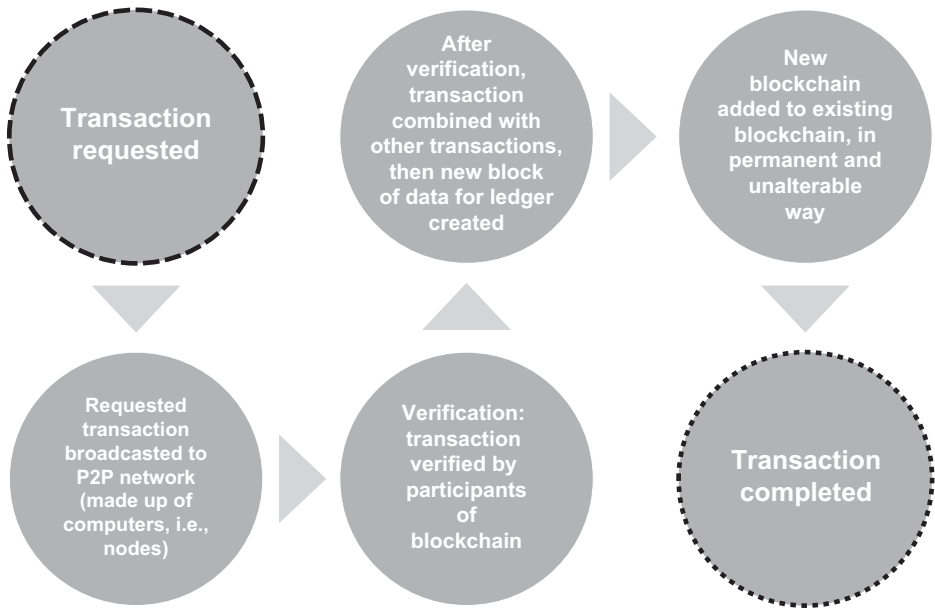 Transaction
requested
Requested
transaction
broadcasted to
P2P network
(made up of
computers, i.e.,
nodes)
Verification:
transaction
verified by
participants
of
blockchain
After
verification,
transaction
combined with
other transactions,
then new block
of data for ledger
created
New
blockchain
added to existing
blockchain, in
permanent and
unalterable
way
Transaction
completed